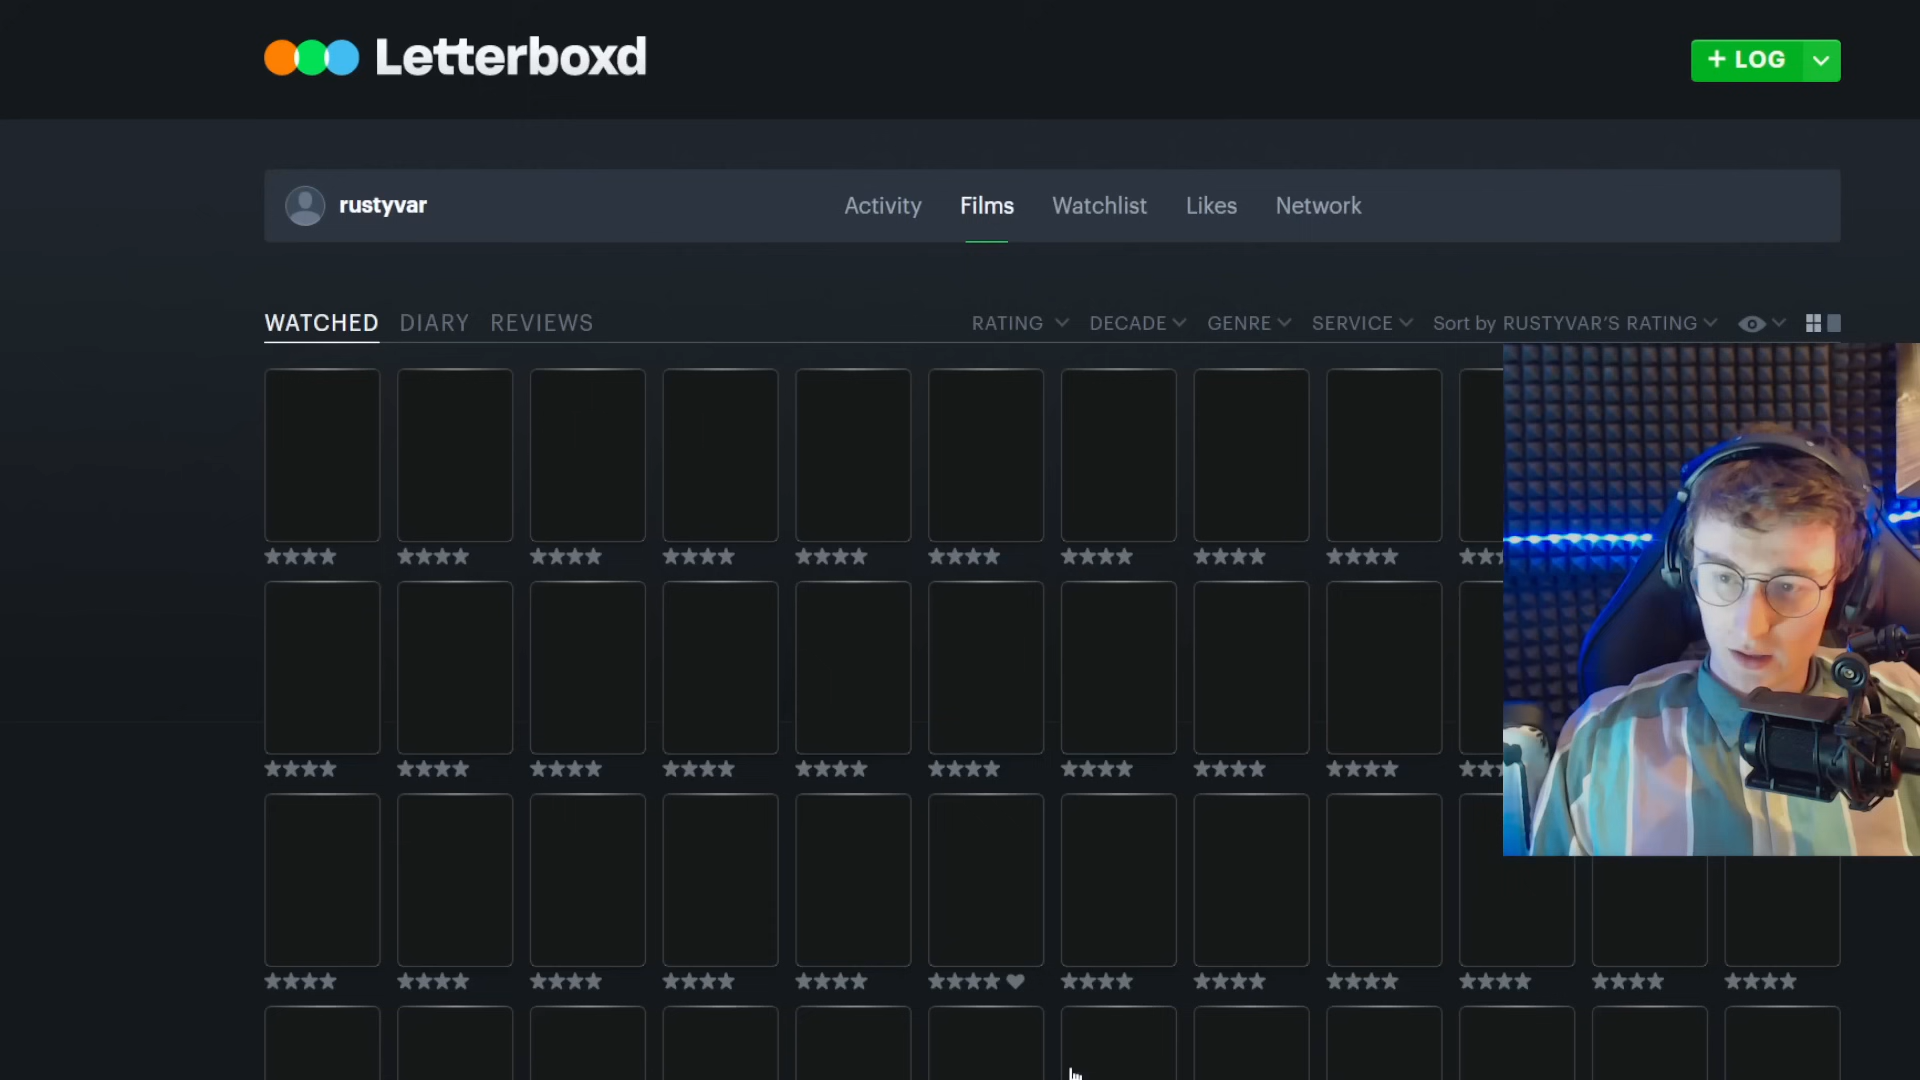 Letterboxd
+ LOG
rustyvar
Activity Films Watchlist Likes Network
WATCHED DIARY REVIEWS
RATING DECADE GENRE SERVICE Sort by RUSTYVAR'S RATING